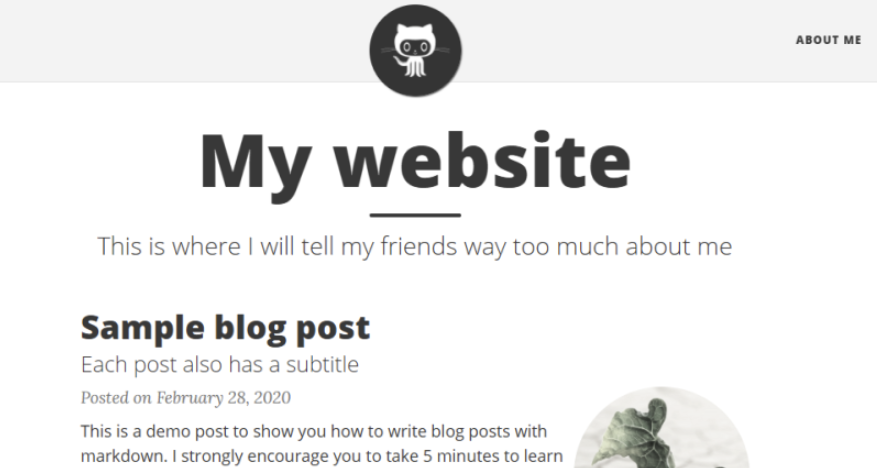 ABOUT ME
My website
This is where I will tell my friends way too much about me
Sample blog post
Each post also has a subtitle
Posted on February 28, 2020
This is a demo post to show you how to write blog posts with
markdown. I strongly encourage you to take 5 minutes to learn